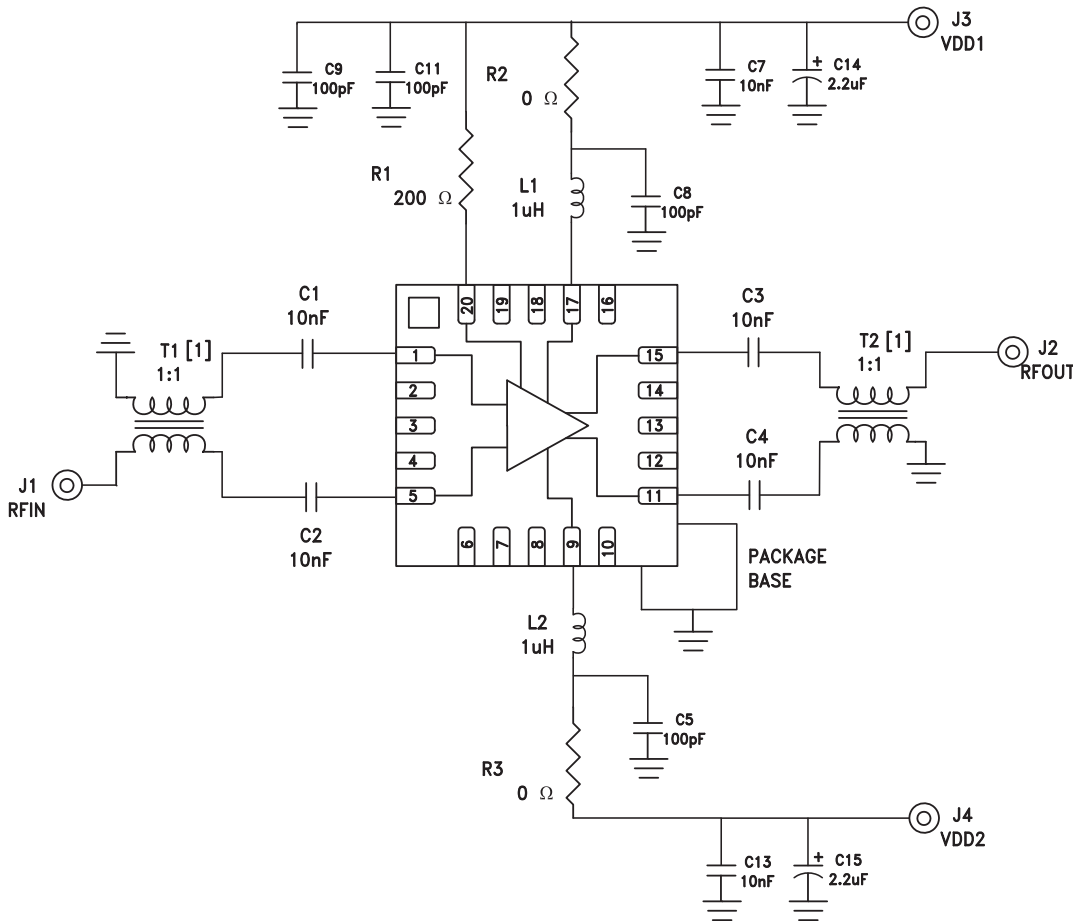 J3
VDD1
C9
100pF
C11
100pF
R2
0 Ω
C7
10nF
C14
+
2.2uF
R1
200 Ω
L1
1uH
C8
100pF
20
19
18
17
16
C1
10nF
C3
10nF
T1 [1]
1:1
T2 [1]
1:1
J2
RFOUT
1
2
3
4
5
15
14
13
12
11
C4
10nF
J1
RFIN
C2
10nF
6
7
8
9
10
PACKAGE
BASE
L2
1uH
C5
100pF
R3
0 Ω
J4
VDD2
C13
10nF
+
C15
2.2uF